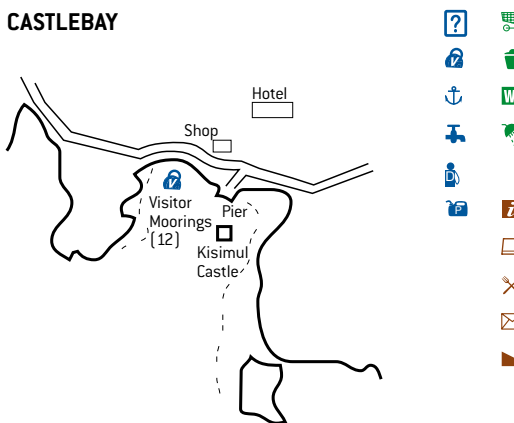 CASTLEBAY
Hotel
Shop
Visitor
Moorings
(12)
Pier
Kisimul
Castle
?
V
V
D
P
W
i